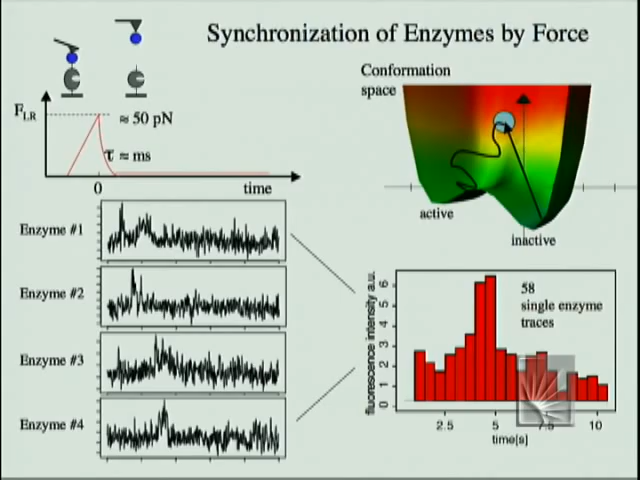 Synchronization of Enzymes by Force
Conformation
space
F_LR
≈ 50 pN
τ ≈ ms
0
time
active
inactive
Enzyme #1
Enzyme #2
Enzyme #3
Enzyme #4
fluorescence intensity a.u.
6
5
4
3
2
1
0
58
single enzyme
traces
2.5
5
7.5
10
time[s]